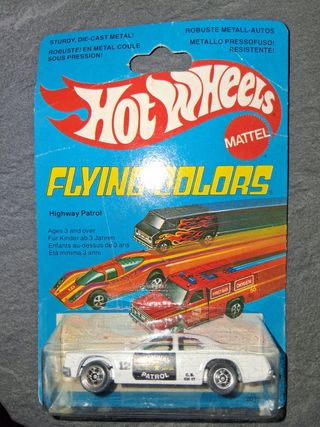 STURDY, DIE-CAST METAL!
ROBUSTE! EN METAL COULE
SOUS PRESSION!
ROBUSTE METALL-AUTOS
METALLO PRESSOFUSO!
RESISTENTE!
Hot Wheels
MATTEL
FLYING COLORS
Highway Patrol
Ages 3 and over
Für Kinder ab 3 Jahren
Enfants au-dessus de 3 ans
Età minima 3 anni
12
PATROL